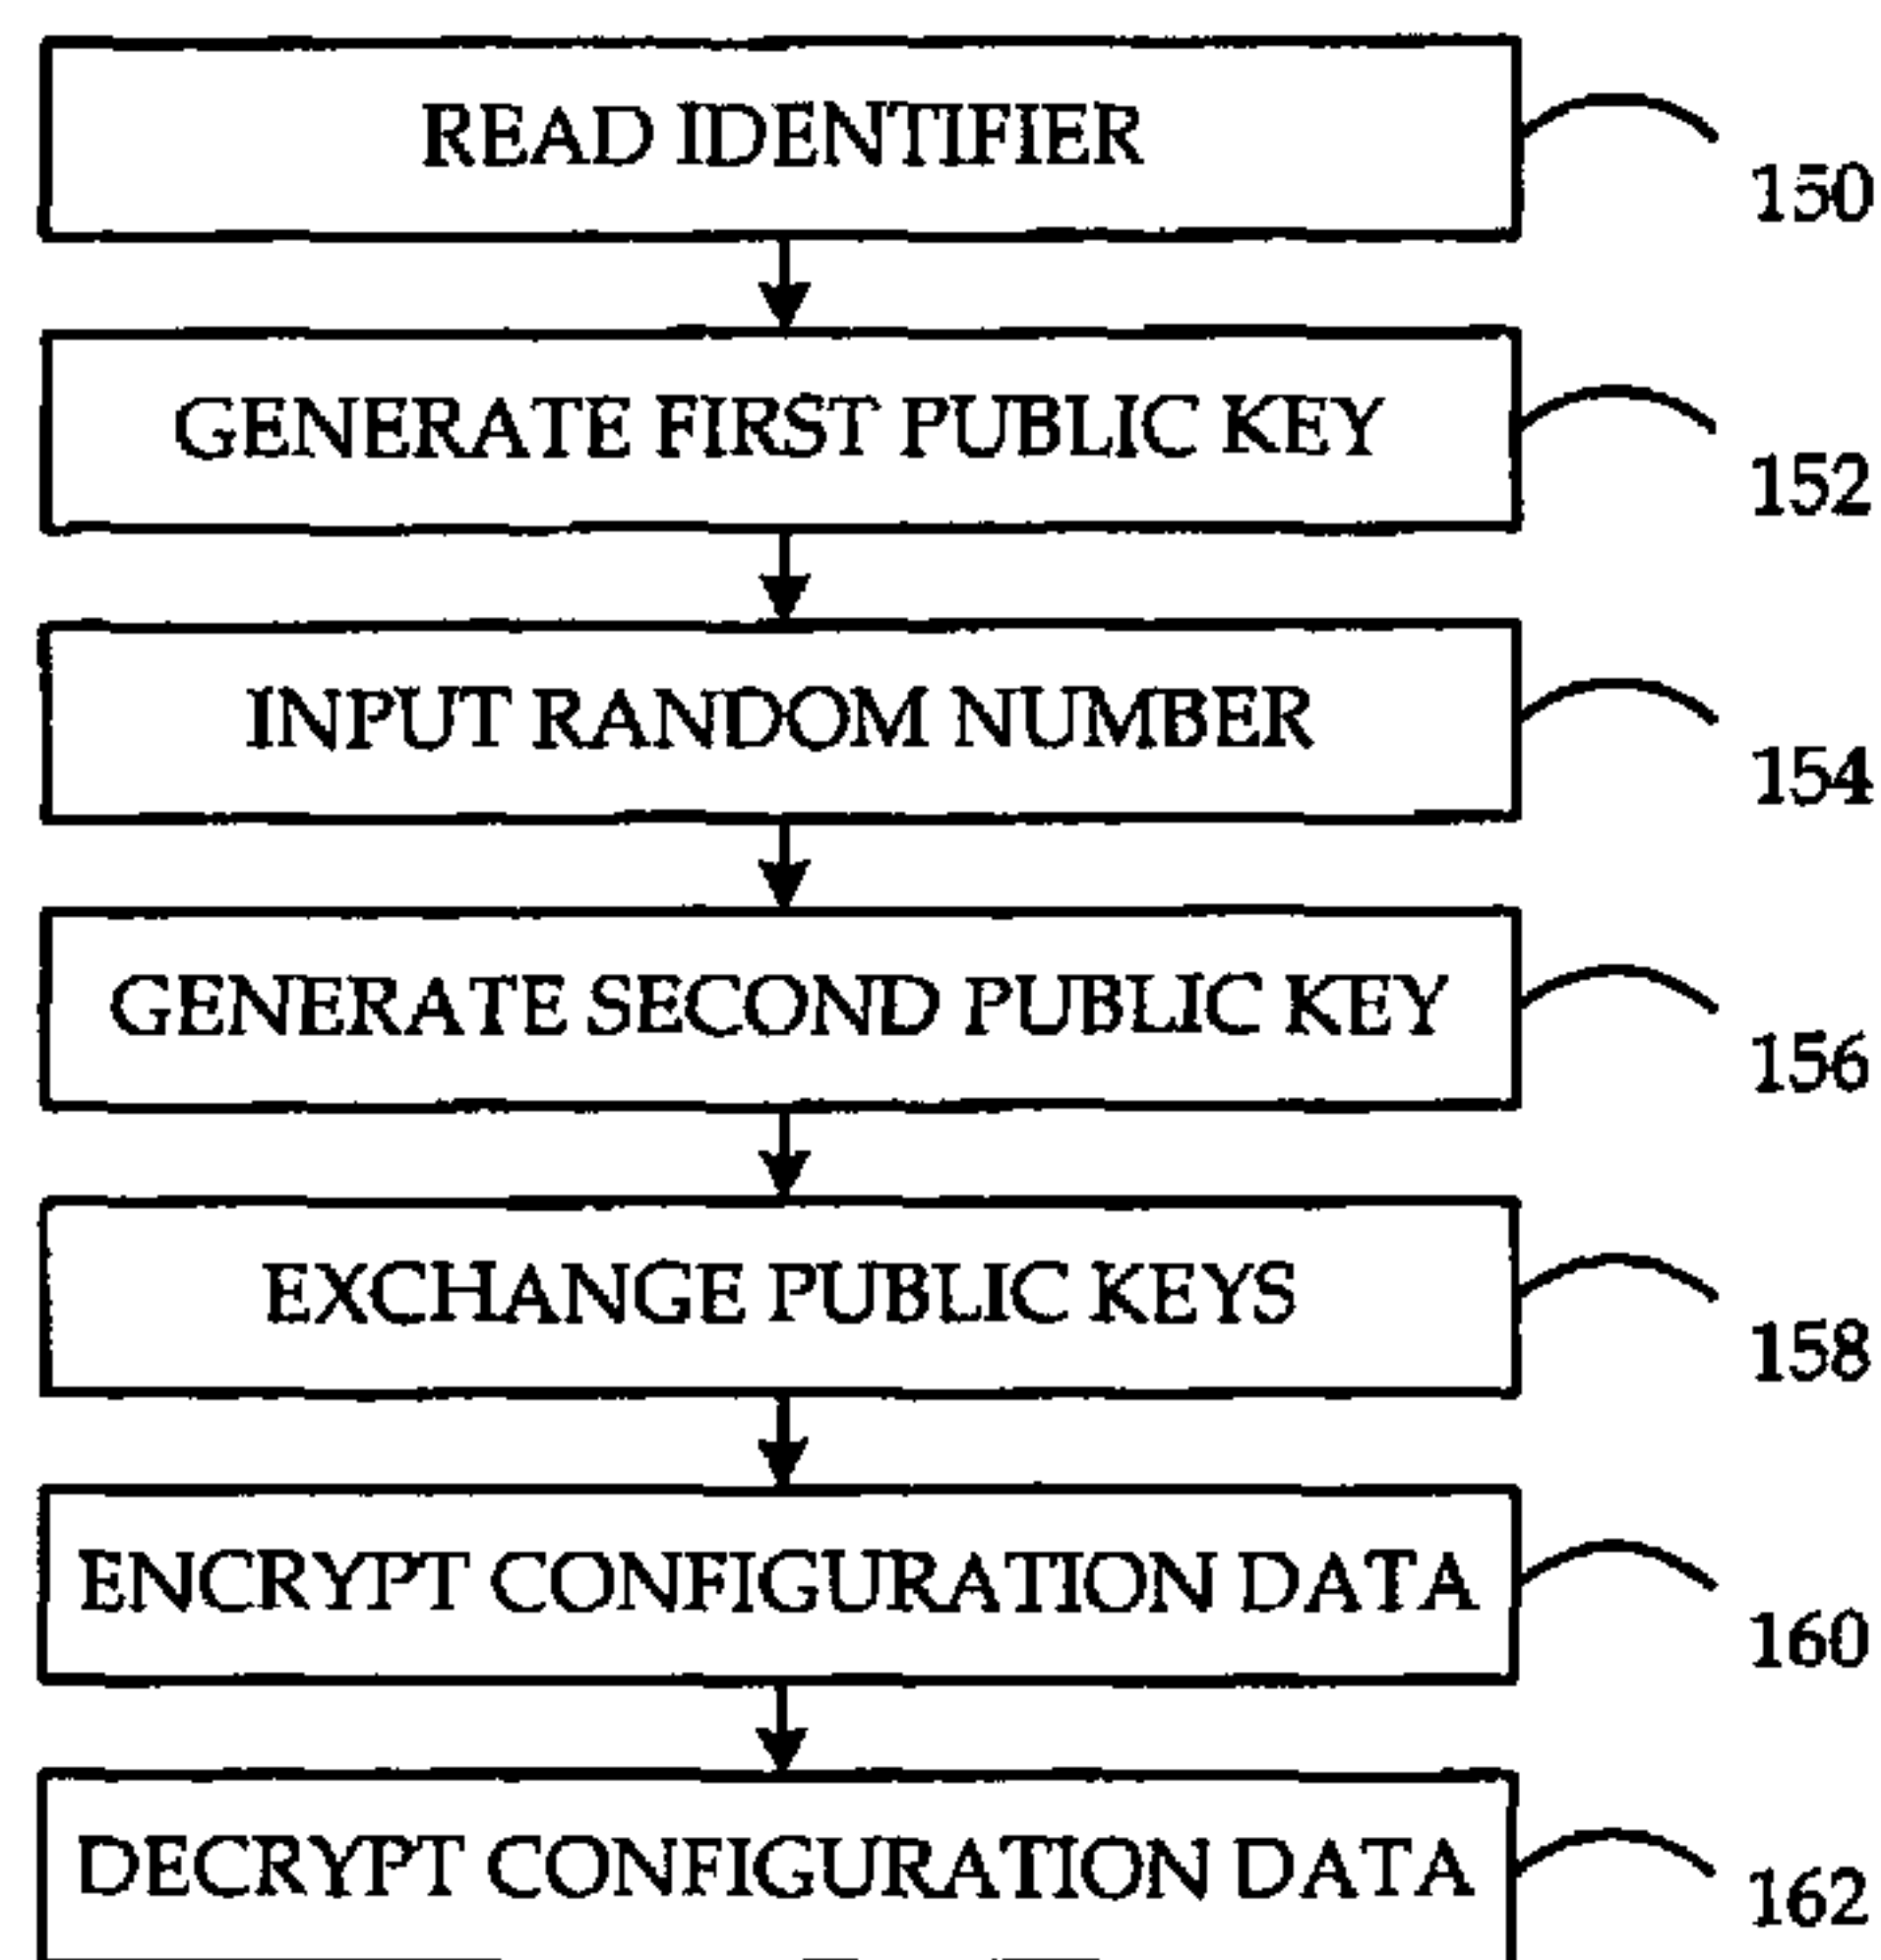 READ IDENTIFIER
150
GENERATE FIRST PUBLIC KEY
152
INPUT RANDOM NUMBER
154
GENERATE SECOND PUBLIC KEY
156
EXCHANGE PUBLIC KEYS
158
ENCRYPT CONFIGURATION DATA
160
DECRYPT CONFIGURATION DATA
162